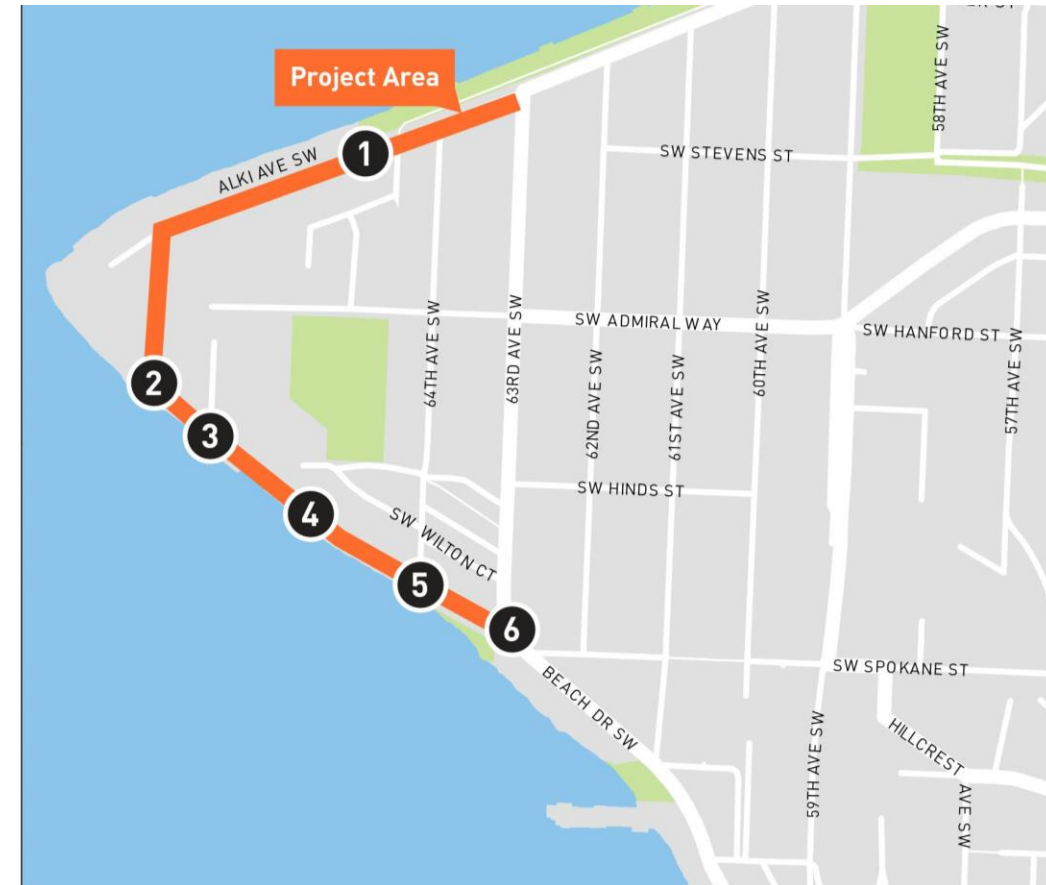 58TH AVE SW
Project Area
1
ALKI AVE SW
SW STEVENS ST
SW ADMIRAL WAY
SW HANFORD ST
64TH AVE SW
63RD AVE SW
62ND AVE SW
61ST AVE SW
60TH AVE SW
57TH AVE SW
2
3
4
SW HINDS ST
SW WILTON CT
5
6
BEACH DR SW
SW SPOKANE ST
59TH AVE SW
HILLCREST
AVE SW